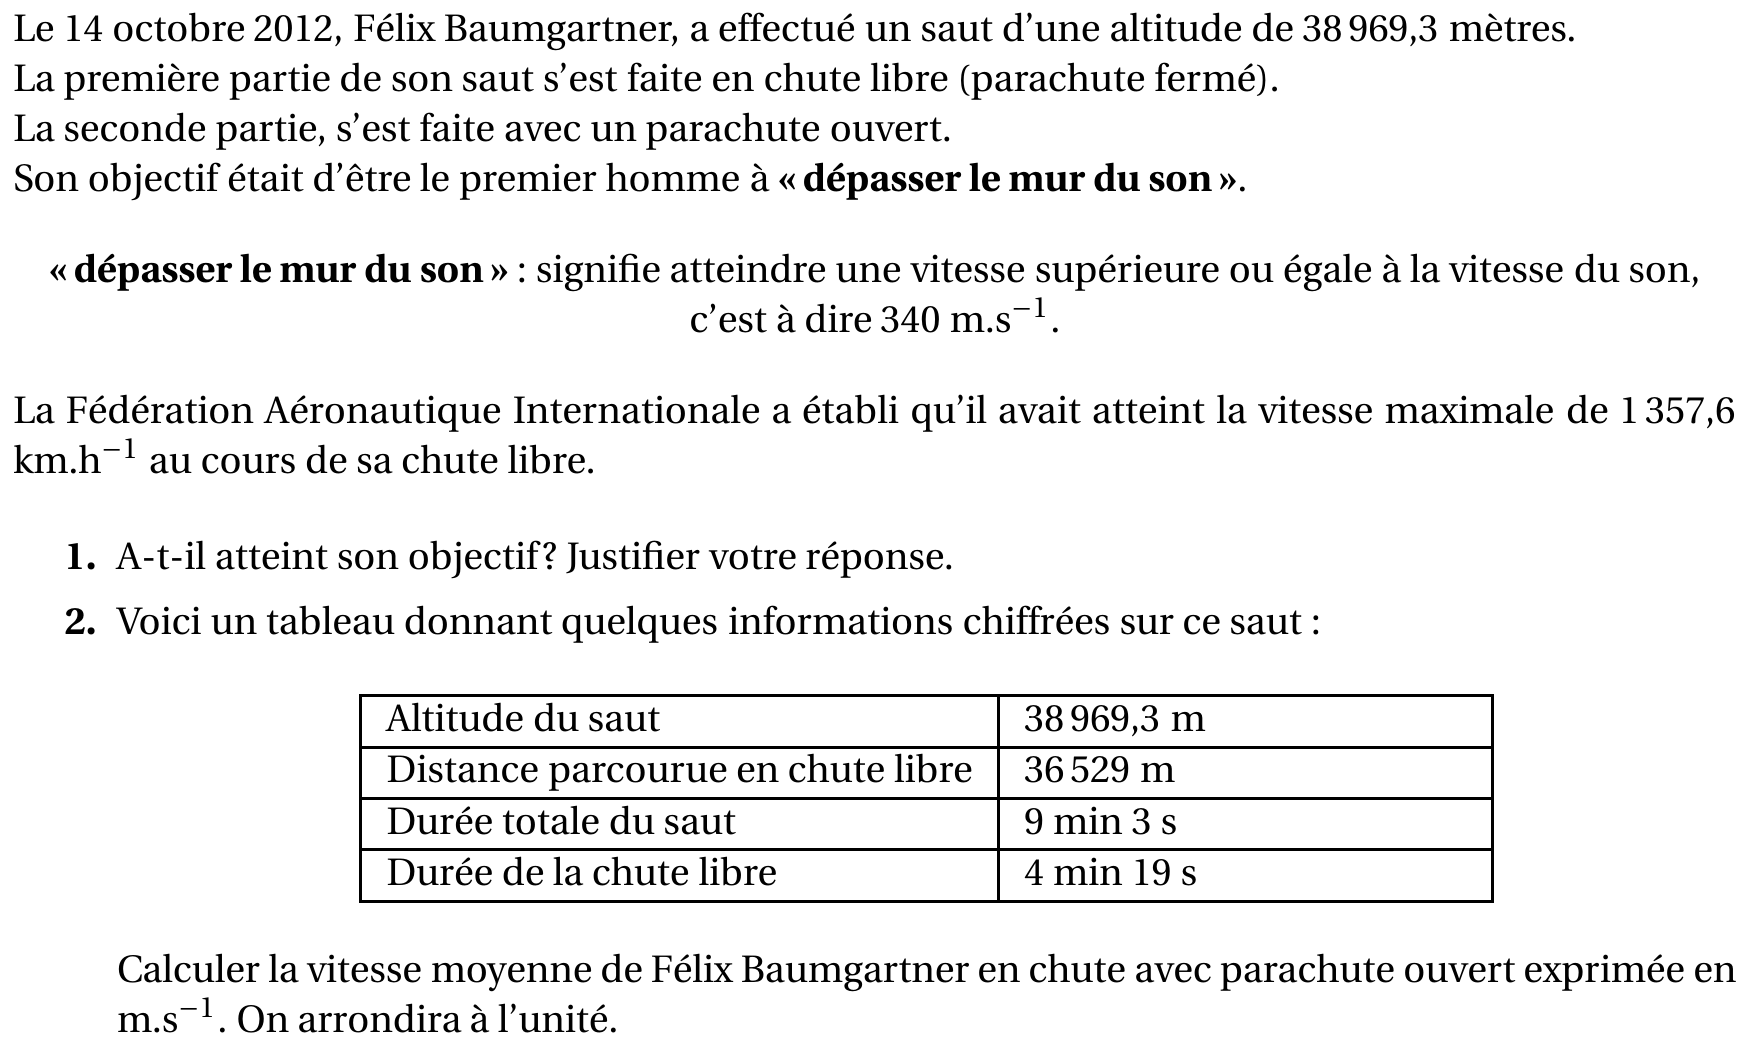 Le 14 octobre 2012, Félix Baumgartner, a effectué un saut d’une altitude de 38 969,3 mètres.
La première partie de son saut s’est faite en chute libre (parachute fermé).
La seconde partie, s’est faite avec un parachute ouvert.
Son objectif était d’être le premier homme à « dépasser le mur du son ».
« dépasser le mur du son » : signifie atteindre une vitesse supérieure ou égale à la vitesse du son,
c’est à dire 340 m.s⁻¹.
La Fédération Aéronautique Internationale a établi qu’il avait atteint la vitesse maximale de 1 357,6
km.h⁻¹ au cours de sa chute libre.
1. A-t-il atteint son objectif ? Justifier votre réponse.
2. Voici un tableau donnant quelques informations chiffrées sur ce saut :
Altitude du saut 38 969,3 m
Distance parcourue en chute libre 36 529 m
Durée totale du saut 9 min 3 s
Durée de la chute libre 4 min 19 s
Calculer la vitesse moyenne de Félix Baumgartner en chute avec parachute ouvert exprimée en
m.s⁻¹. On arrondira à l’unité.